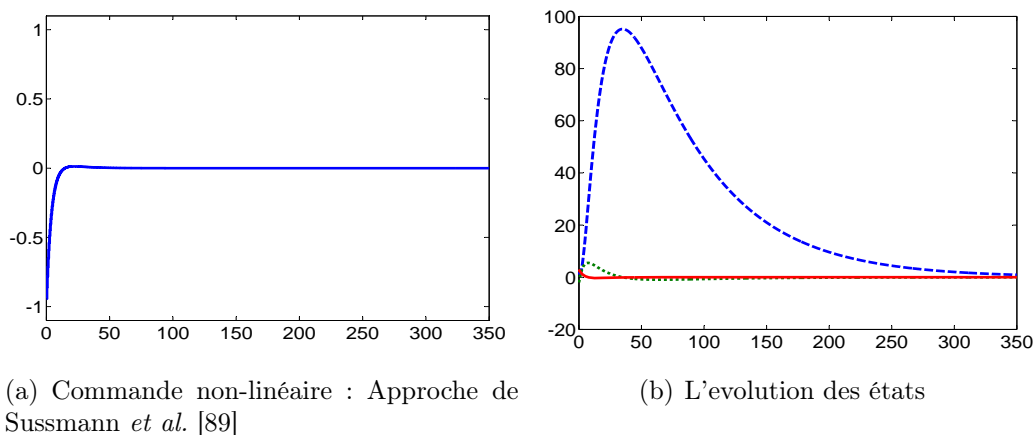 1
0.5
0
-0.5
-1
0 50 100 150 200 250 300 350
100
80
60
40
20
0
-20
0 50 100 150 200 250 300 350
(a) Commande non-linéaire : Approche de
Sussmann et al. [89]
(b) L'evolution des états